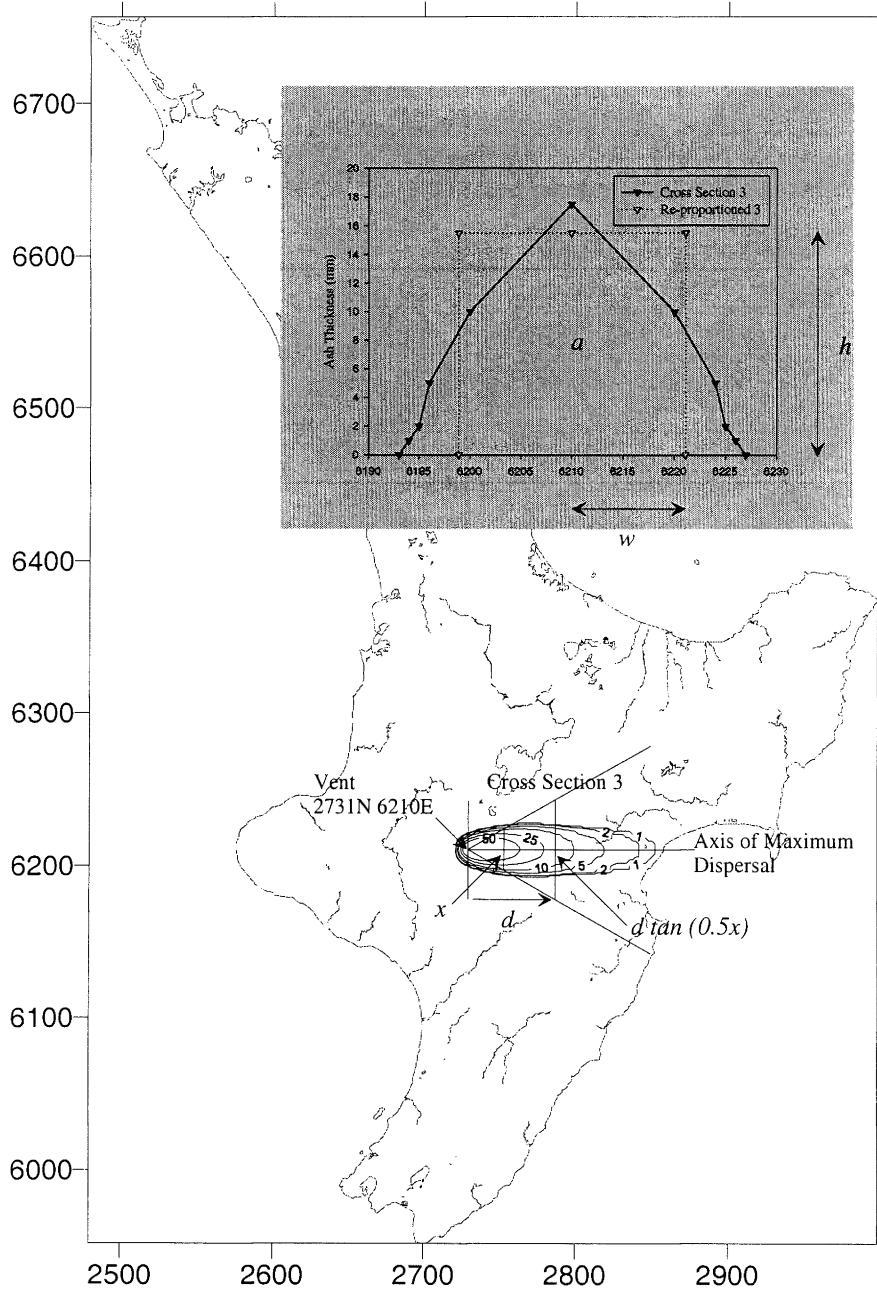 6700
6600
6500
6400
6300
6200
6100
6000
2500
2600
2700
2800
2900
Ash Thickness (mm)
20
18
16
14
12
10
8
6
4
2
0
6190
6195
6200
6205
6210
6215
6220
6225
6230
Cross Section 3
Re-proportioned 3
a
h
w
Vent
2731N 6210E
Cross Section 3
50
25
2
1
10
5
2
1
Axis of Maximum
Dispersal
x
d
d tan (0.5x)